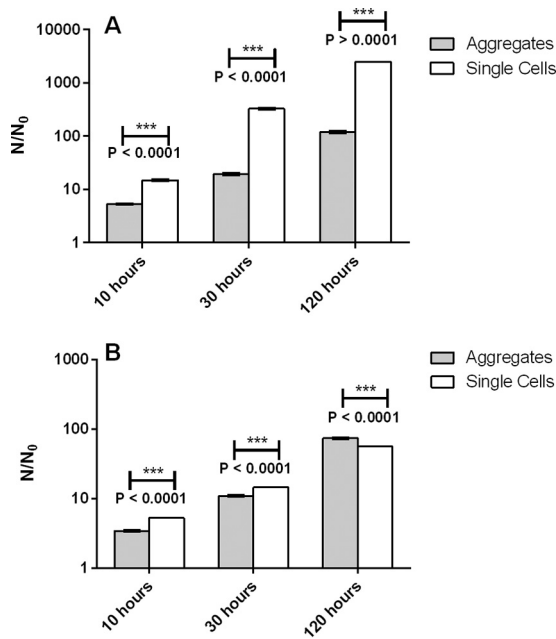 A
10000
1000
100
10
1
N/N0
***
P < 0.0001
***
P < 0.0001
***
P > 0.0001
Aggregates
Single Cells
10 hours
30 hours
120 hours
B
1000
100
10
1
N/N0
***
P < 0.0001
***
P < 0.0001
***
P < 0.0001
Aggregates
Single Cells
10 hours
30 hours
120 hours